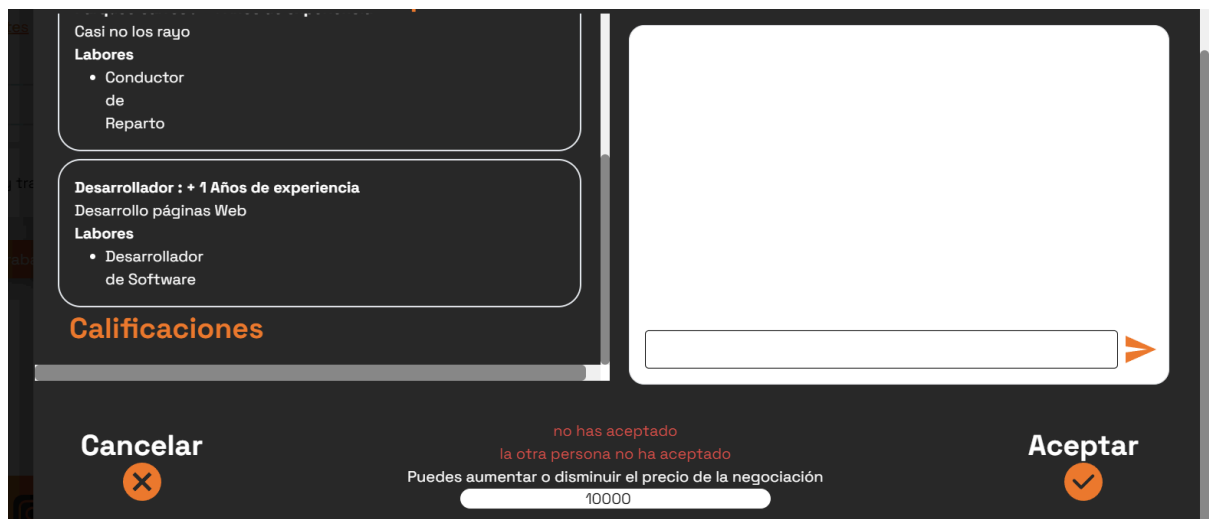 Casi no los rayo
Labores
Conductor
de
Reparto
Desarrollador : + 1 Años de experiencia
Desarrollo páginas Web
Labores
Desarrollador
de Software
Calificaciones
Cancelar
no has aceptado
la otra persona no ha aceptado
Puedes aumentar o disminuir el precio de la negociación
10000
Aceptar